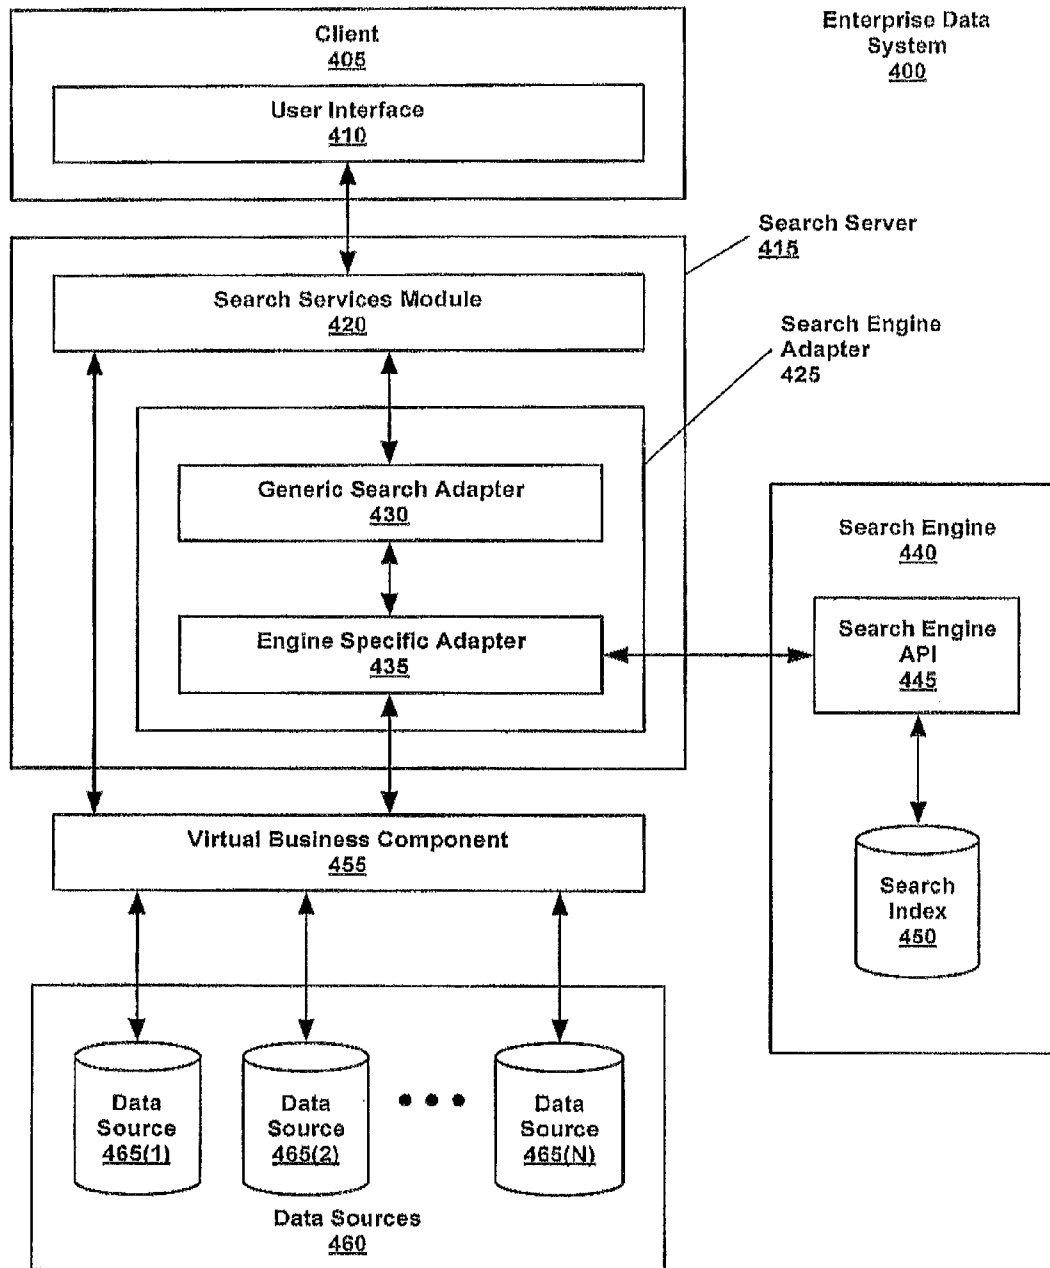 Client
405
User Interface
410
Enterprise Data
System
400
Search Server
415
Search Services Module
420
Search Engine
Adapter
425
Generic Search Adapter
430
Engine Specific Adapter
435
Search Engine
440
Search Engine
API
445
Search
Index
450
Virtual Business Component
455
Data
Source
465(1)
Data
Source
465(2)
Data
Source
465(N)
Data Sources
460